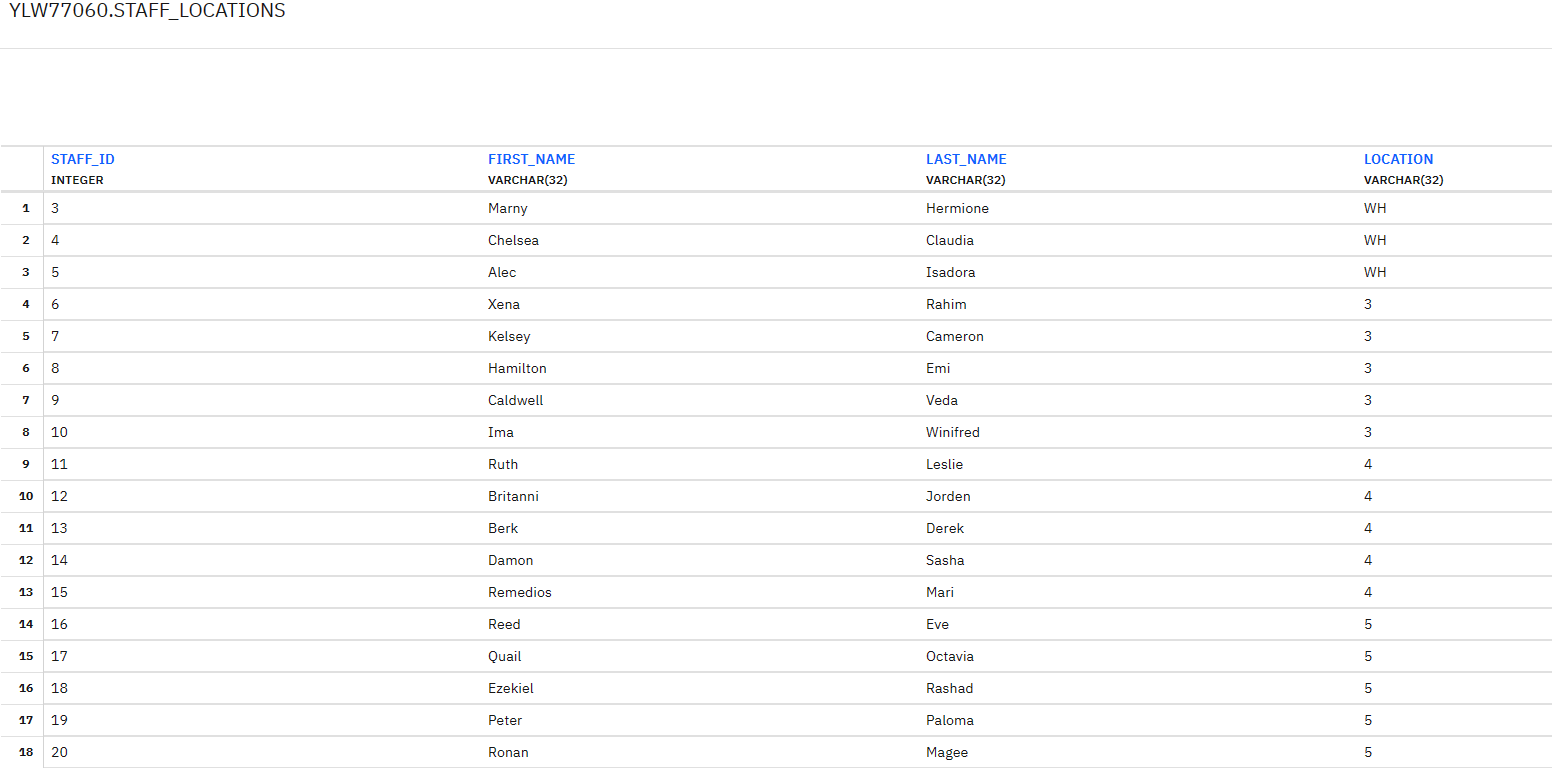 YLW77060.STAFF_LOCATIONS
STAFF_ID FIRST_NAME LAST_NAME LOCATION
INTEGER VARCHAR(32) VARCHAR(32) VARCHAR(32)
1 3 Marny Hermione WH
2 4 Chelsea Claudia WH
3 5 Alec Isadora WH
4 6 Xena Rahim 3
5 7 Kelsey Cameron 3
6 8 Hamilton Emi 3
7 9 Caldwell Veda 3
8 10 Ima Winifred 3
9 11 Ruth Leslie 4
10 12 Britanni Jorden 4
11 13 Berk Derek 4
12 14 Damon Sasha 4
13 15 Remedios Mari 4
14 16 Reed Eve 5
15 17 Quail Octavia 5
16 18 Ezekiel Rashad 5
17 19 Peter Paloma 5
18 20 Ronan Magee 5